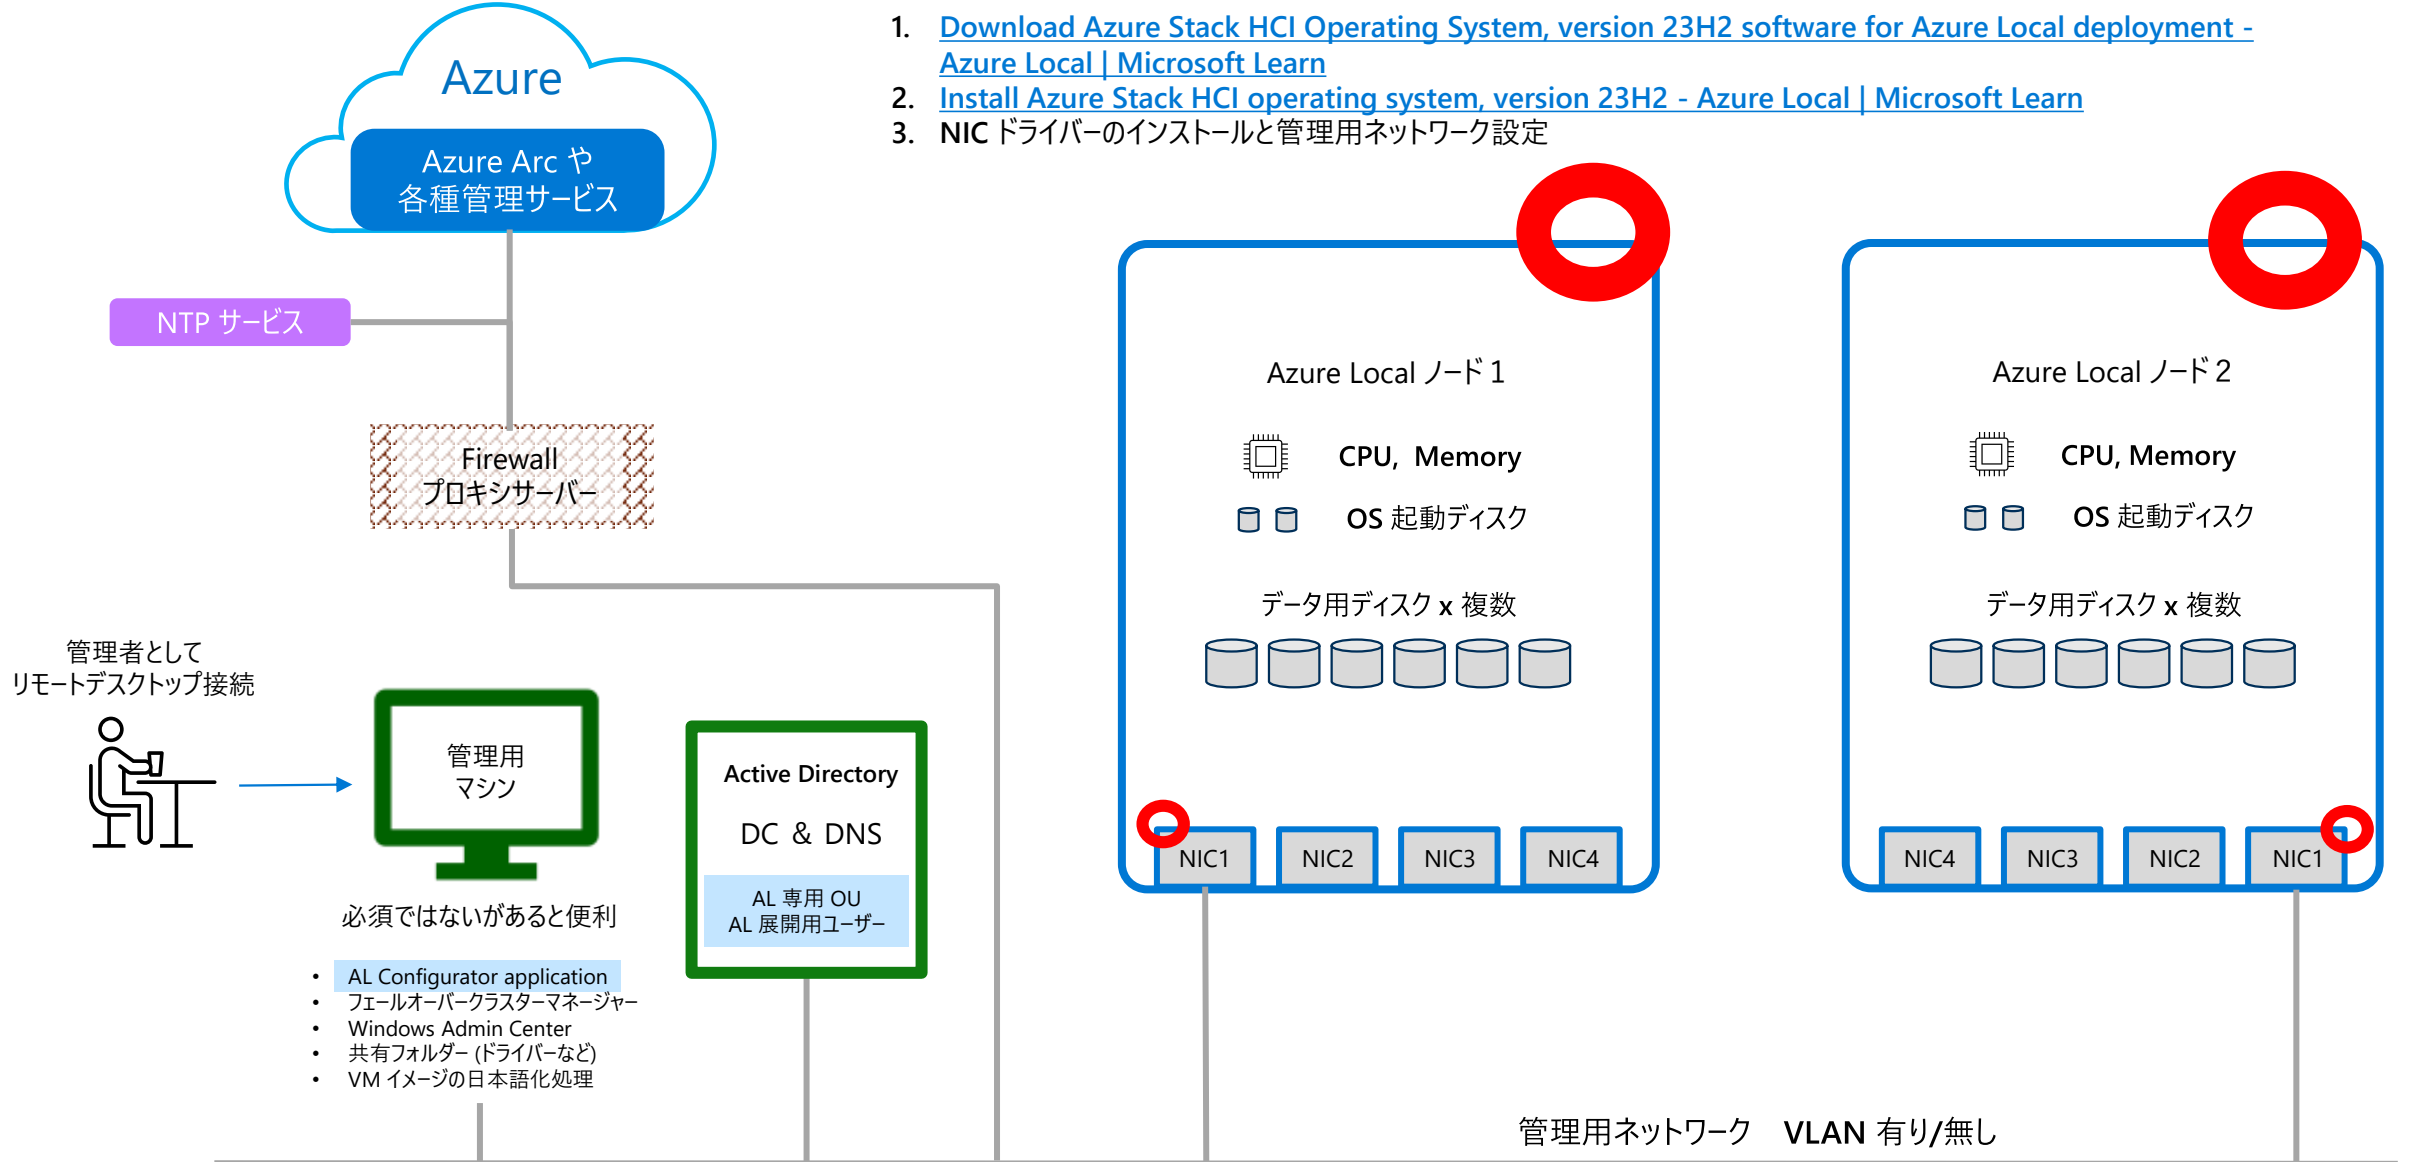 1. Download Azure Stack HCI Operating System, version 23H2 software for Azure Local deployment -
Azure Local | Microsoft Learn
2. Install Azure Stack HCI operating system, version 23H2 - Azure Local | Microsoft Learn
3. NIC ドライバーのインストールと管理用ネットワーク設定
Azure
Azure Arc や
各種管理サービス
NTP サービス
Firewall
プロキシサーバー
管理者として
リモートデスクトップ接続
管理用
マシン
必須ではないがあると便利
• AL Configurator application
• フェールオーバークラスターマネージャー
• Windows Admin Center
• 共有フォルダー (ドライバーなど)
• VM イメージの日本語化処理
Active Directory
DC & DNS
AL 専用 OU
AL 展開用ユーザー
Azure Local ノード 1
CPU, Memory
OS 起動ディスク
データ用ディスク x 複数
NIC1
NIC2
NIC3
NIC4
Azure Local ノード 2
CPU, Memory
OS 起動ディスク
データ用ディスク x 複数
NIC4
NIC3
NIC2
NIC1
管理用ネットワーク VLAN 有り/無し